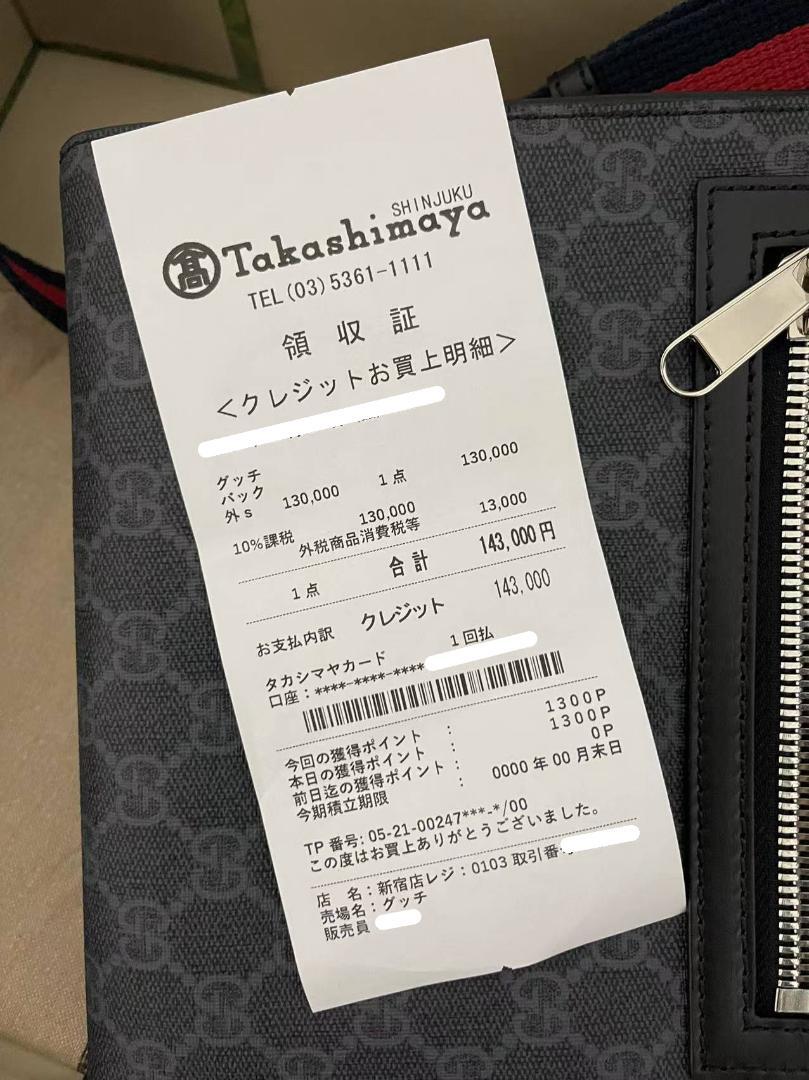 SHINJUKU
髙 Takashimaya
TEL(03)5361-1111
領収証
<クレジットお買上明細>
グッチ
バック 130,000 1点 130,000
外s
10%課税 130,000
外税商品消費税等 13,000
1点 合計 143,000円
お支払内訳 クレジット 143,000
タカシマヤカード 1回払
口座:****-****-****
今回の獲得ポイント : 1300P
本日の獲得ポイント : 1300P
前日迄の獲得ポイント : 0P
今期積立期限 : 0000年00月末日
TP番号:05-21-00247***-*/00
この度はお買上ありがとうございました。
店 名:新宿店レジ:0103 取引番
売場名:グッチ
販売員